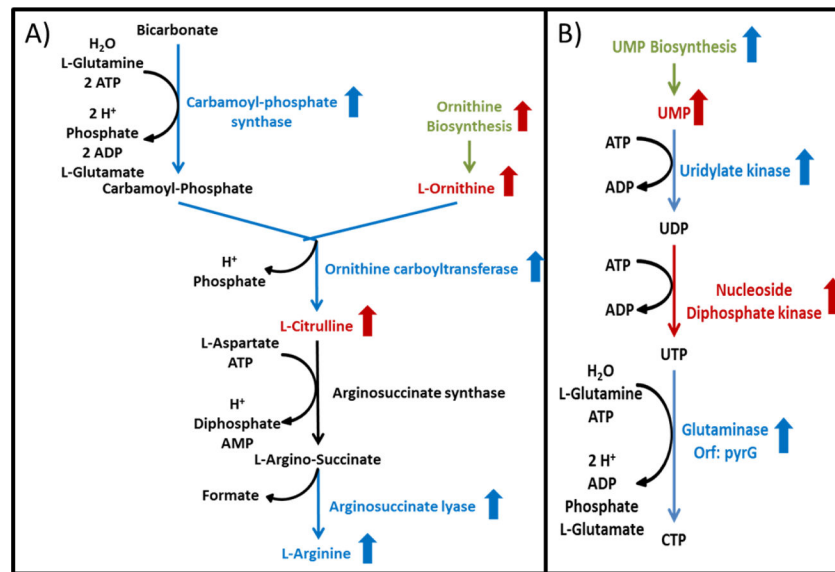 A)
Bicarbonate
H2O
L-Glutamine
2 ATP
Carbamoyl-phosphate
synthase
2 H+
Phosphate
2 ADP
L-Glutamate
Carbamoyl-Phosphate
Ornithine
Biosynthesis
L-Ornithine
H+
Phosphate
Ornithine carboyltransferase
L-Citrulline
L-Aspartate
ATP
Arginosuccinate synthase
H+
Diphosphate
AMP
L-Argino-Succinate
Formate
Arginosuccinate lyase
L-Arginine
B)
UMP Biosynthesis
UMP
ATP
Uridylate kinase
ADP
UDP
ATP
Nucleoside
Diphosphate kinase
ADP
UTP
H2O
L-Glutamine
ATP
Glutaminase
Orf: pyrG
2 H+
ADP
Phosphate
L-Glutamate
CTP